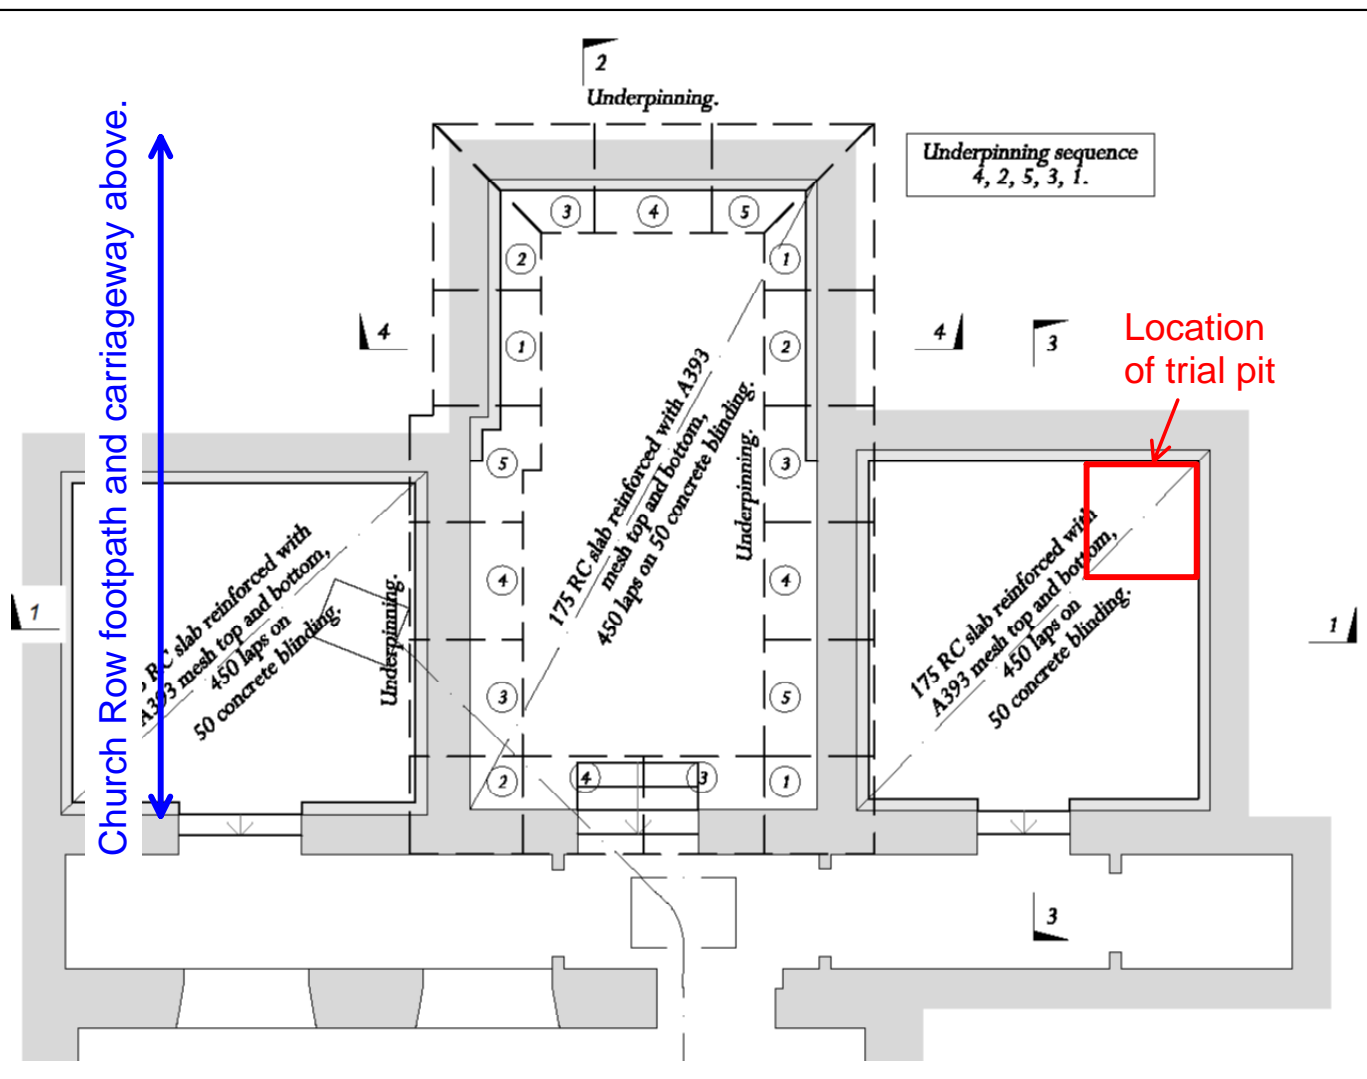 2
Underpinning.
Church Row footpath and carriageway above.
Underpinning sequence
4, 2, 5, 3, 1.
3
4
5
2
1
1
2
4
4
3
Location
of trial pit
175 RC slab reinforced with A393
mesh top and bottom,
450 laps on 50 concrete blinding.
Underpinning.
5
3
4
4
3
5
2
4
3
1
RC slab reinforced with
A393 mesh top and bottom,
450 laps on
50 concrete blinding.
Underpinning.
175 RC slab reinforced with
A393 mesh top and bottom,
450 laps on
50 concrete blinding.
1
1
3